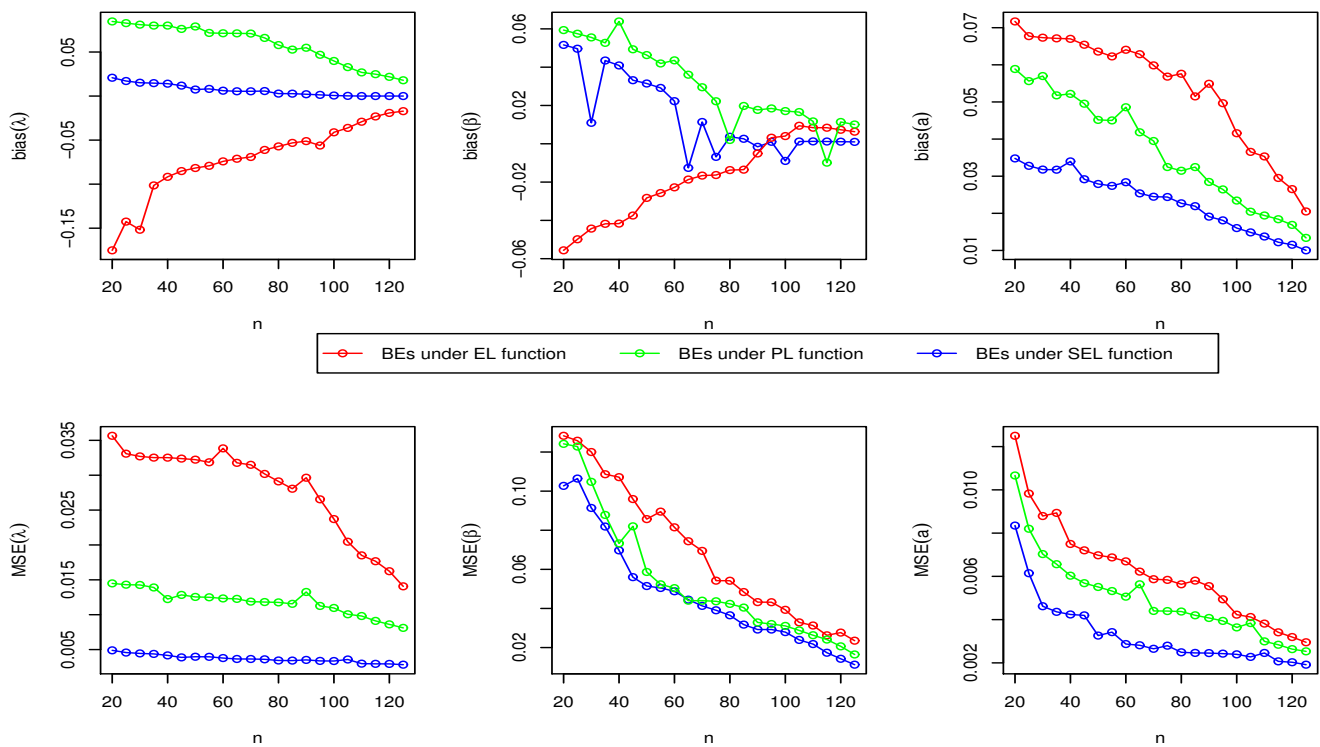 bias(λ)
0.05
-0.05
-0.15
20 40 60 80 100 120
n
bias(β)
0.06
0.02
-0.02
-0.06
20 40 60 80 100 120
n
bias(a)
0.07
0.05
0.03
0.01
20 40 60 80 100 120
n
BEs under EL function BEs under PL function BEs under SEL function
MSE(λ)
0.035
0.025
0.015
0.005
20 40 60 80 100 120
n
MSE(β)
0.10
0.06
0.02
20 40 60 80 100 120
n
MSE(a)
0.010
0.006
0.002
20 40 60 80 100 120
n